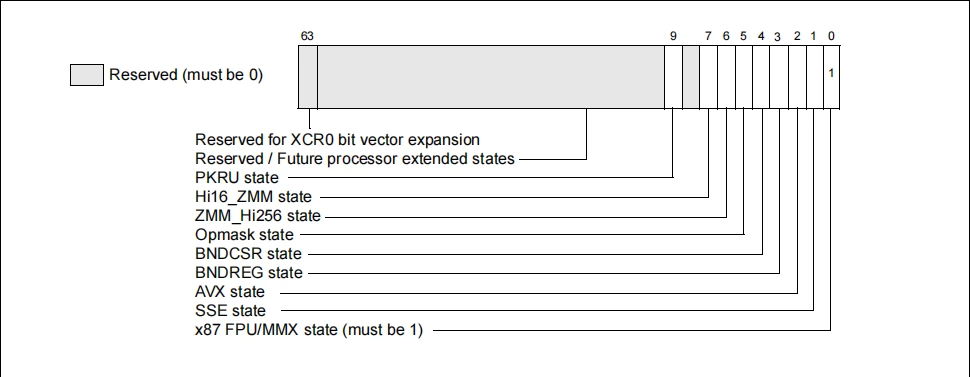 63 9 7 6 5 4 3 2 1 0
Reserved (must be 0)
1
Reserved for XCR0 bit vector expansion
Reserved / Future processor extended states
PKRU state
Hi16_ZMM state
ZMM_Hi256 state
Opmask state
BNDCSR state
BNDREG state
AVX state
SSE state
x87 FPU/MMX state (must be 1)